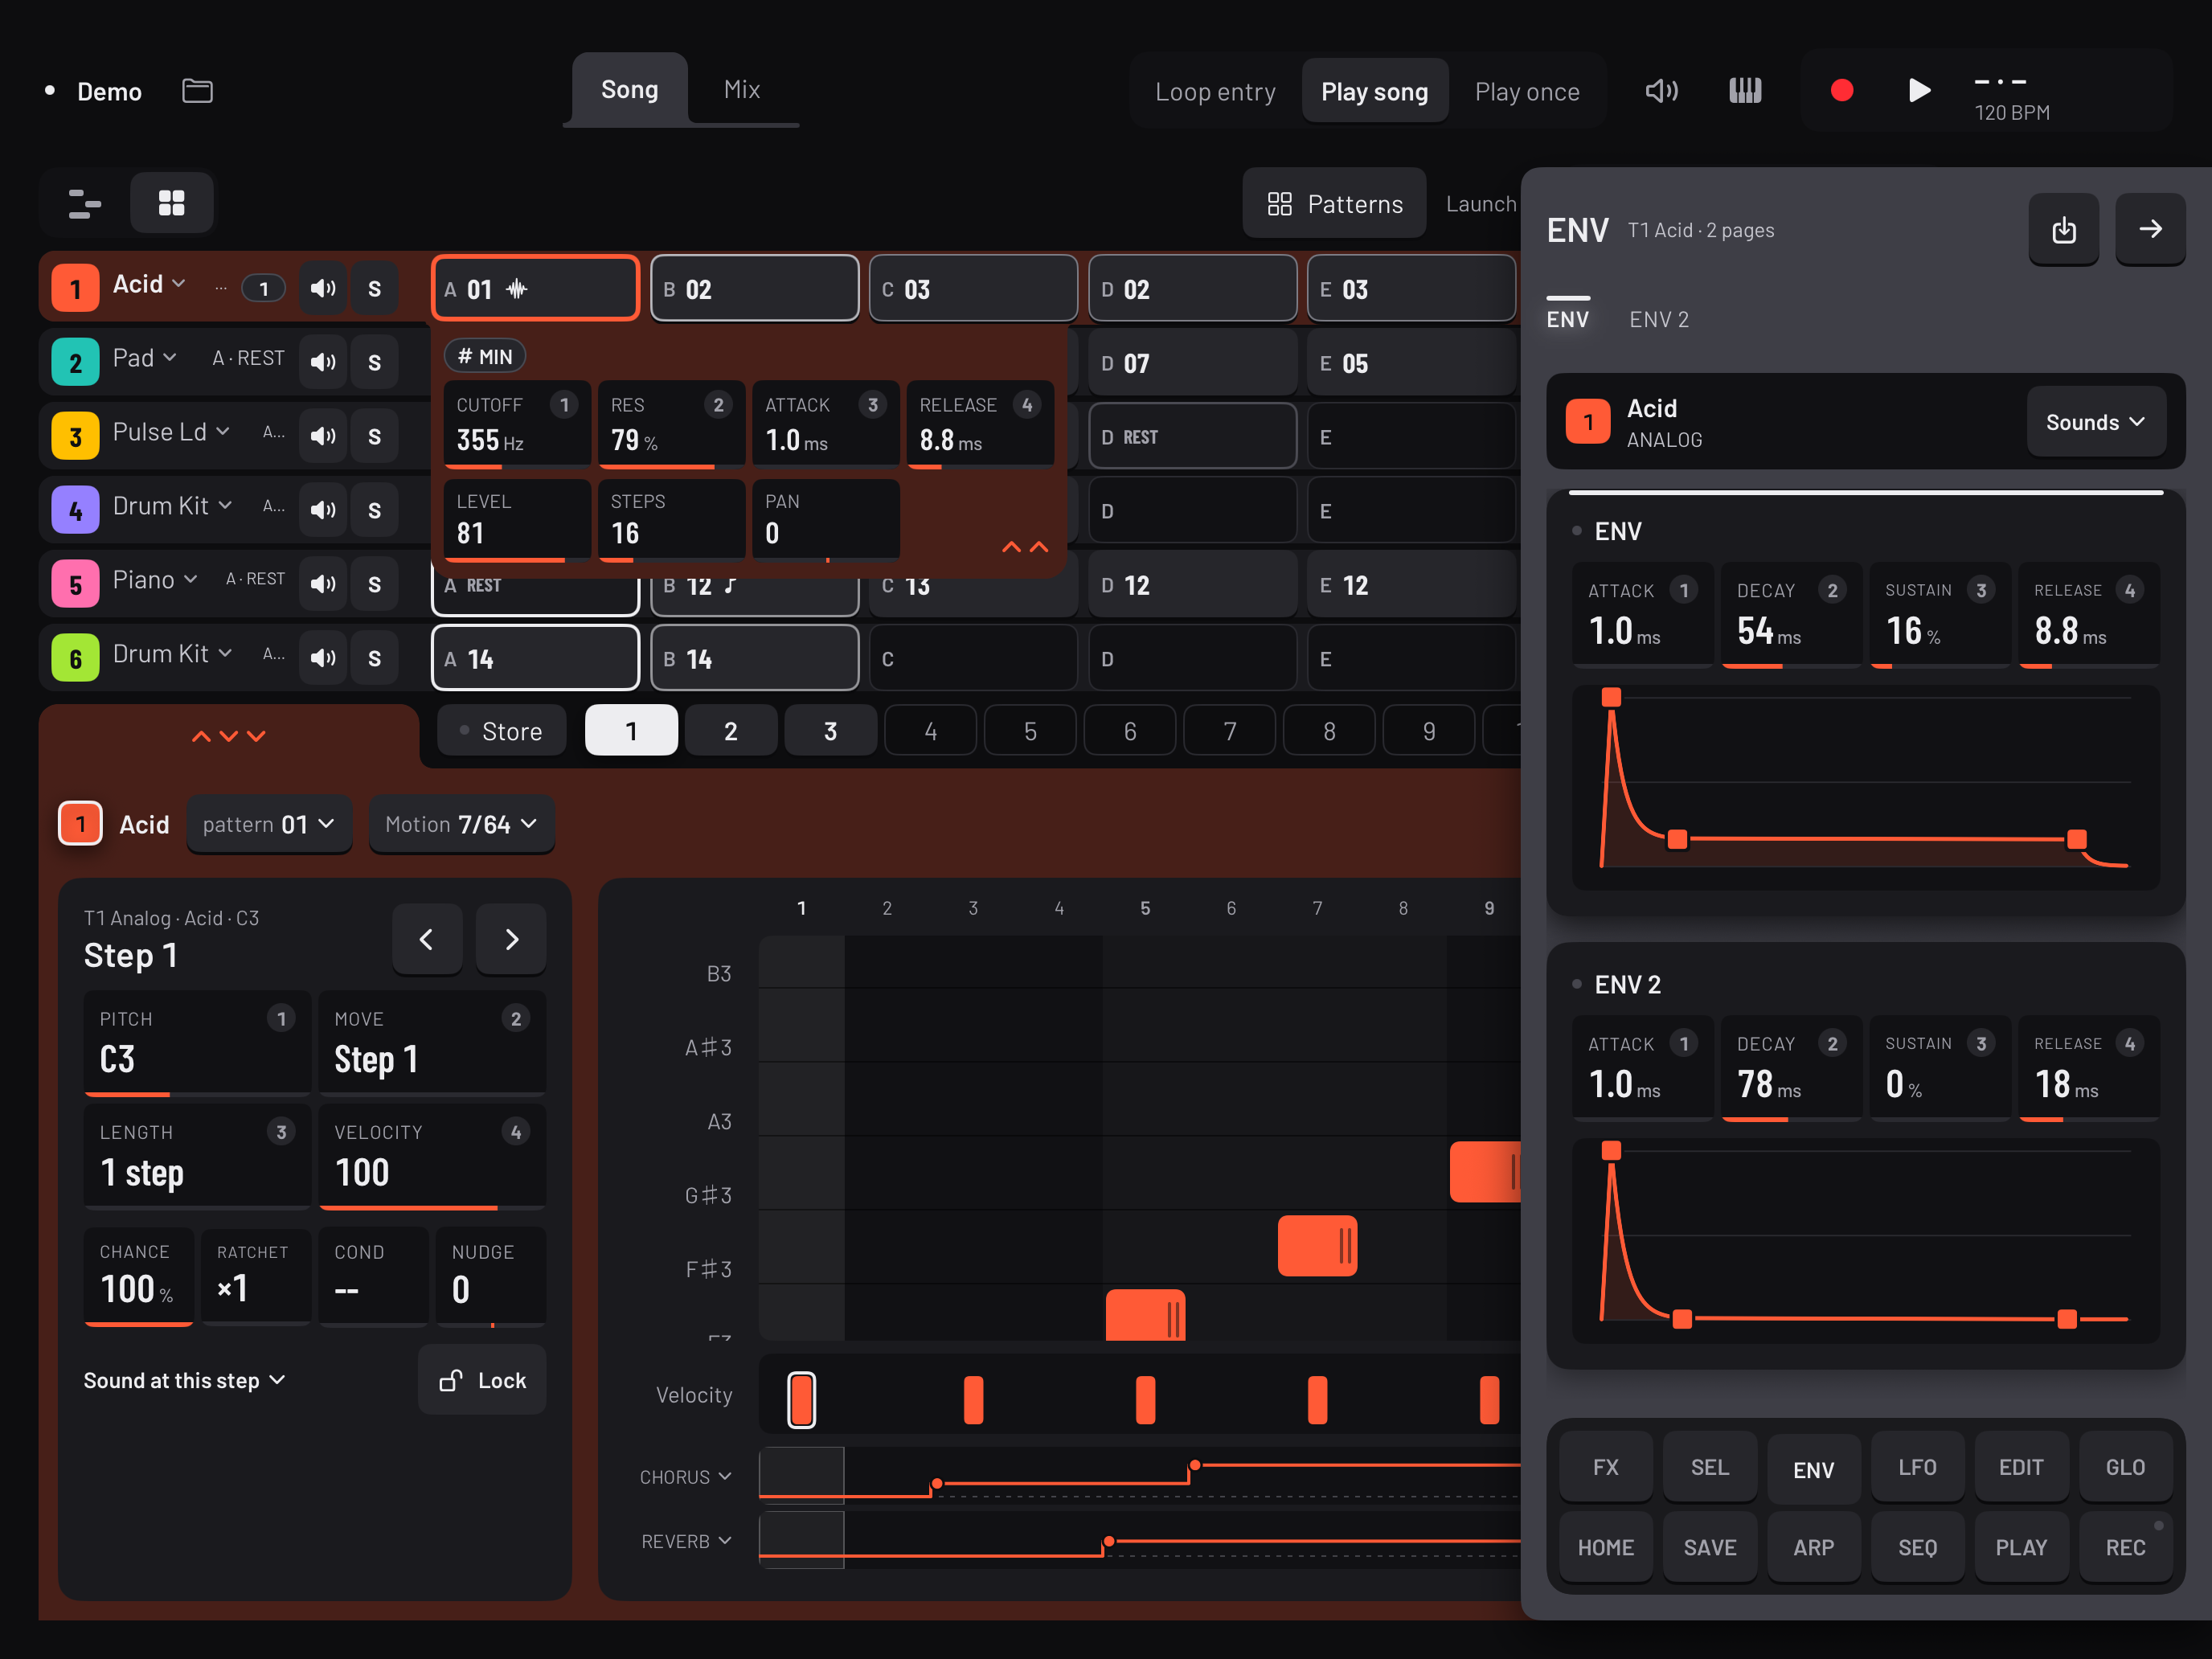 Demo
Song Mix
Loop entry Play song Play once
120 BPM
Patterns Launch
1 Acid ... 1 S
A 01 B 02 C 03 D 02 E 03
2 Pad A · REST S
D 07 E 05
3 Pulse Ld A... S
D REST E
4 Drum Kit A... S
D E
5 Piano A · REST S
A REST B 12 C 13 D 12 E 12
6 Drum Kit A... S
A 14 B 14 C D E
# MIN
CUTOFF 1 RES 2 ATTACK 3 RELEASE 4
355 Hz 79 % 1.0 ms 8.8 ms
LEVEL STEPS PAN
81 16 0
Store 1 2 3 4 5 6 7 8 9
1 Acid pattern 01 Motion 7/64
T1 Analog · Acid · C3
Step 1
PITCH 1 MOVE 2
C3 Step 1
LENGTH 3 VELOCITY 4
1 step 100
CHANCE RATCHET COND NUDGE
100 % ×1 -- 0
Sound at this step Lock
1 2 3 4 5 6 7 8 9
B3
A♯3
A3
G♯3
F♯3
Velocity
CHORUS
REVERB
ENV T1 Acid · 2 pages
ENV ENV 2
1 Acid
ANALOG
Sounds
ENV
ATTACK 1 DECAY 2 SUSTAIN 3 RELEASE 4
1.0 ms 54 ms 16 % 8.8 ms
ENV 2
ATTACK 1 DECAY 2 SUSTAIN 3 RELEASE 4
1.0 ms 78 ms 0 % 18 ms
FX SEL ENV LFO EDIT GLO
HOME SAVE ARP SEQ PLAY REC